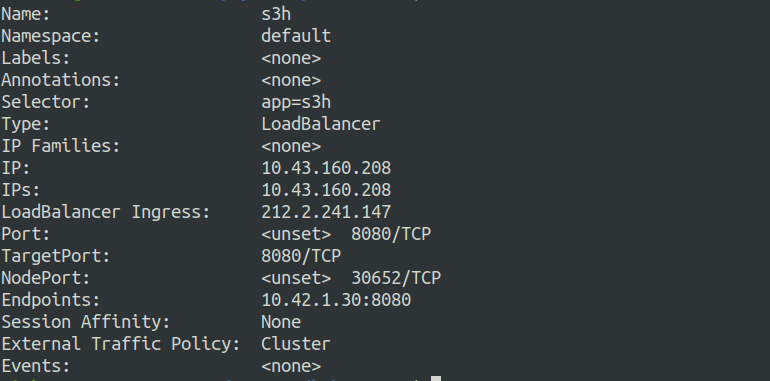 Name: s3h
Namespace: default
Labels: <none>
Annotations: <none>
Selector: app=s3h
Type: LoadBalancer
IP Families: <none>
IP: 10.43.160.208
IPs: 10.43.160.208
LoadBalancer Ingress: 212.2.241.147
Port: <unset> 8080/TCP
TargetPort: 8080/TCP
NodePort: <unset> 30652/TCP
Endpoints: 10.42.1.30:8080
Session Affinity: None
External Traffic Policy: Cluster
Events: <none>